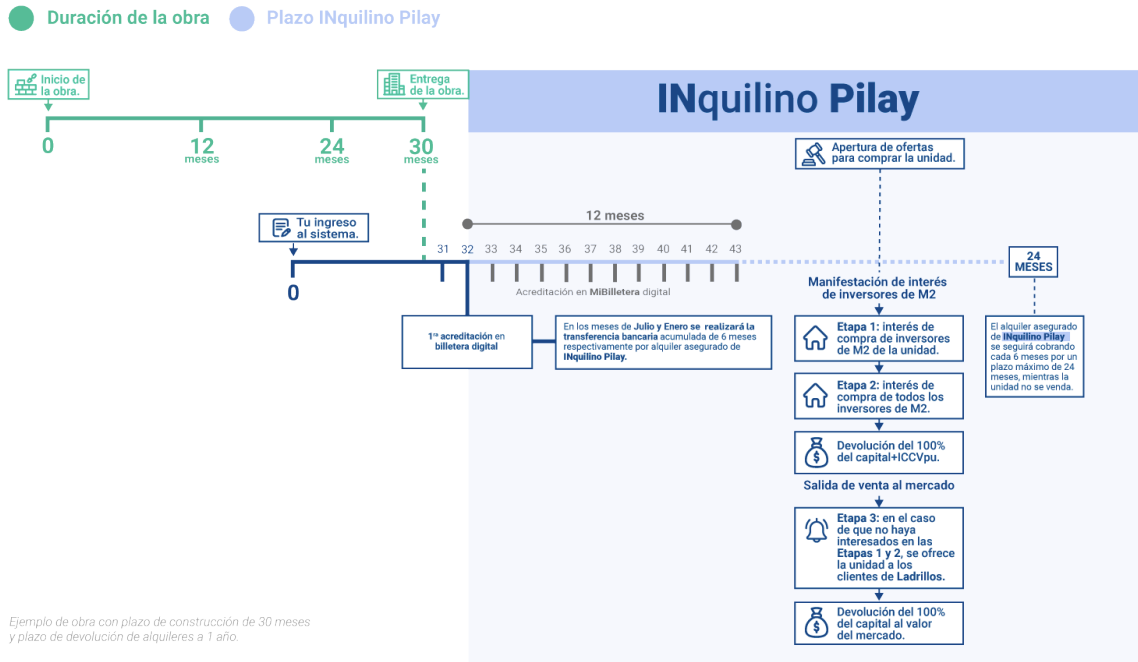 Duración de la obra
Plazo INquilino Pilay
Inicio de
la obra.
Entrega
de la obra.
INquilino Pilay
0
12
meses
24
meses
30
meses
Apertura de ofertas
para comprar la unidad.
Tu ingreso
al sistema.
12 meses
31 32 33 34 35 36 37 38 39 40 41 42 43
0
Acreditación en MiBilletera digital
24
MESES
Manifestación de interés
de inversores de M2
1ra acreditación en
billetera digital
En los meses de Julio y Enero se realizará la
transferencia bancaria acumulada de 6 meses
respectivamente por alquiler asegurado de
INquilino Pilay.
Etapa 1: interés de
compra de inversores
de M2 de la unidad.
El alquiler asegurado
de INquilino Pilay
se seguirá cobrando
cada 6 meses por un
plazo máximo de 24
meses, mientras la
unidad no se venda.
Etapa 2: interés de
compra de todos los
inversores de M2.
Devolución del 100%
del capital+ICCVpu.
Salida de venta al mercado
Etapa 3: en el caso
de que no haya
interesados en las
Etapas 1 y 2, se ofrece
la unidad a los
clientes de Ladrillos.
Devolución del 100%
del capital al valor
del mercado.
Ejemplo de obra con plazo de construcción de 30 meses
y plazo de devolución de alquileres a 1 año.